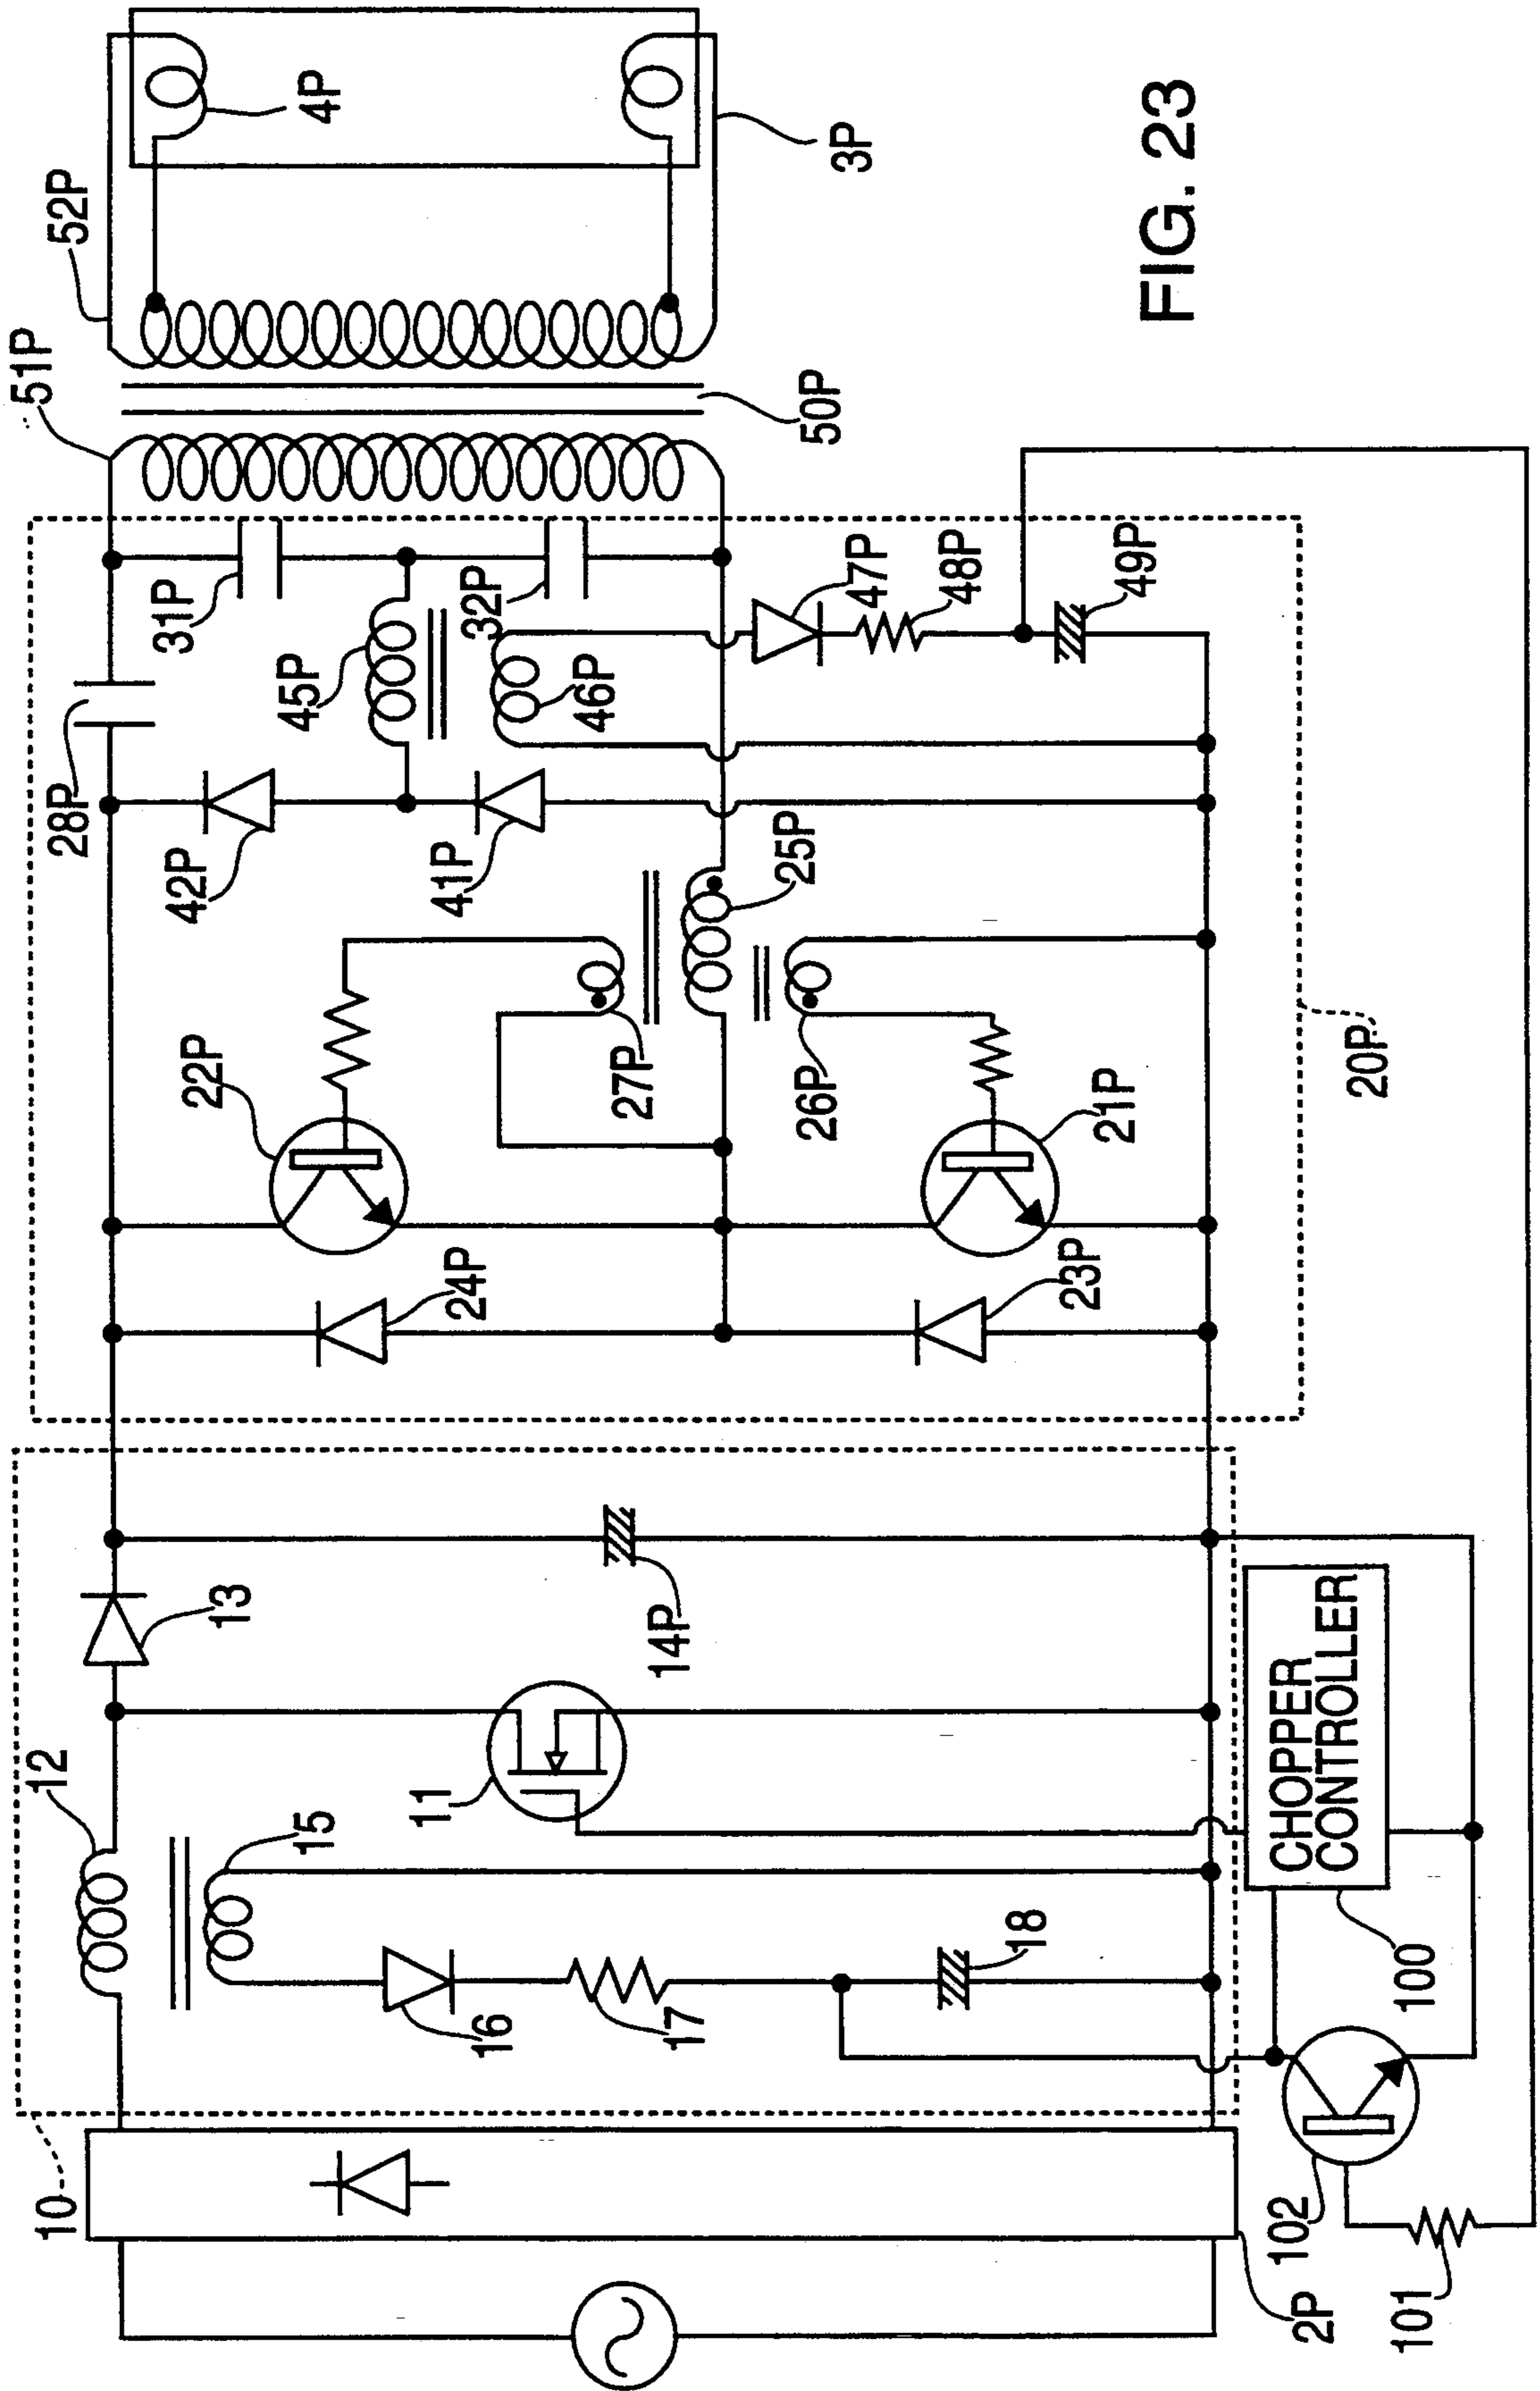 52P
51P
4P
3P
50P
FIG. 23
28P
31P
45P
32P
46P
47P
48P
49P
42P
41P
25P
22P
27P
26P
21P
20P
24P
23P
13
14P
12
15
11
CHOPPER
CONTROLLER
100
18
17
16
10
102
101
2P